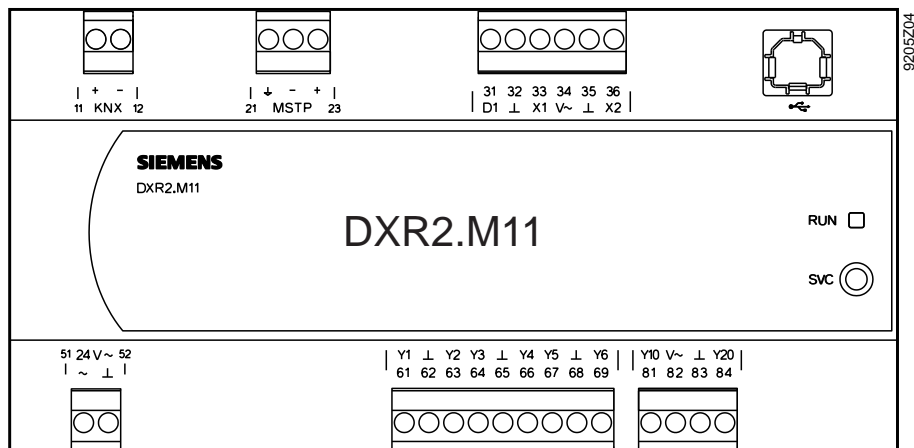 9205Z04
+ - ⏚ - + 31 32 33 34 35 36
11 KNX 12 21 MSTP 23 D1 ⊥ X1 V~ ⊥ X2
SIEMENS
DXR2.M11
DXR2.M11
RUN
SVC
51 24 V ~ 52 Y1 ⊥ Y2 Y3 ⊥ Y4 Y5 ⊥ Y6 Y10 V~ ⊥ Y20
~ ⊥ 61 62 63 64 65 66 67 68 69 81 82 83 84